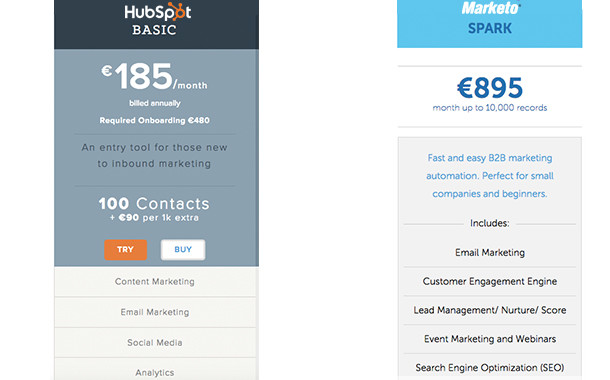 HubSpot
BASIC
€185/month
billed annually
Required Onboarding €480
An entry tool for those new
to inbound marketing
100 Contacts
+ €90 per 1k extra
TRY BUY
Content Marketing
Email Marketing
Social Media
Analytics
Marketo
SPARK
€895
month up to 10,000 records
Fast and easy B2B marketing
automation. Perfect for small
companies and beginners.
Includes:
Email Marketing
Customer Engagement Engine
Lead Management/ Nurture/ Score
Event Marketing and Webinars
Search Engine Optimization (SEO)